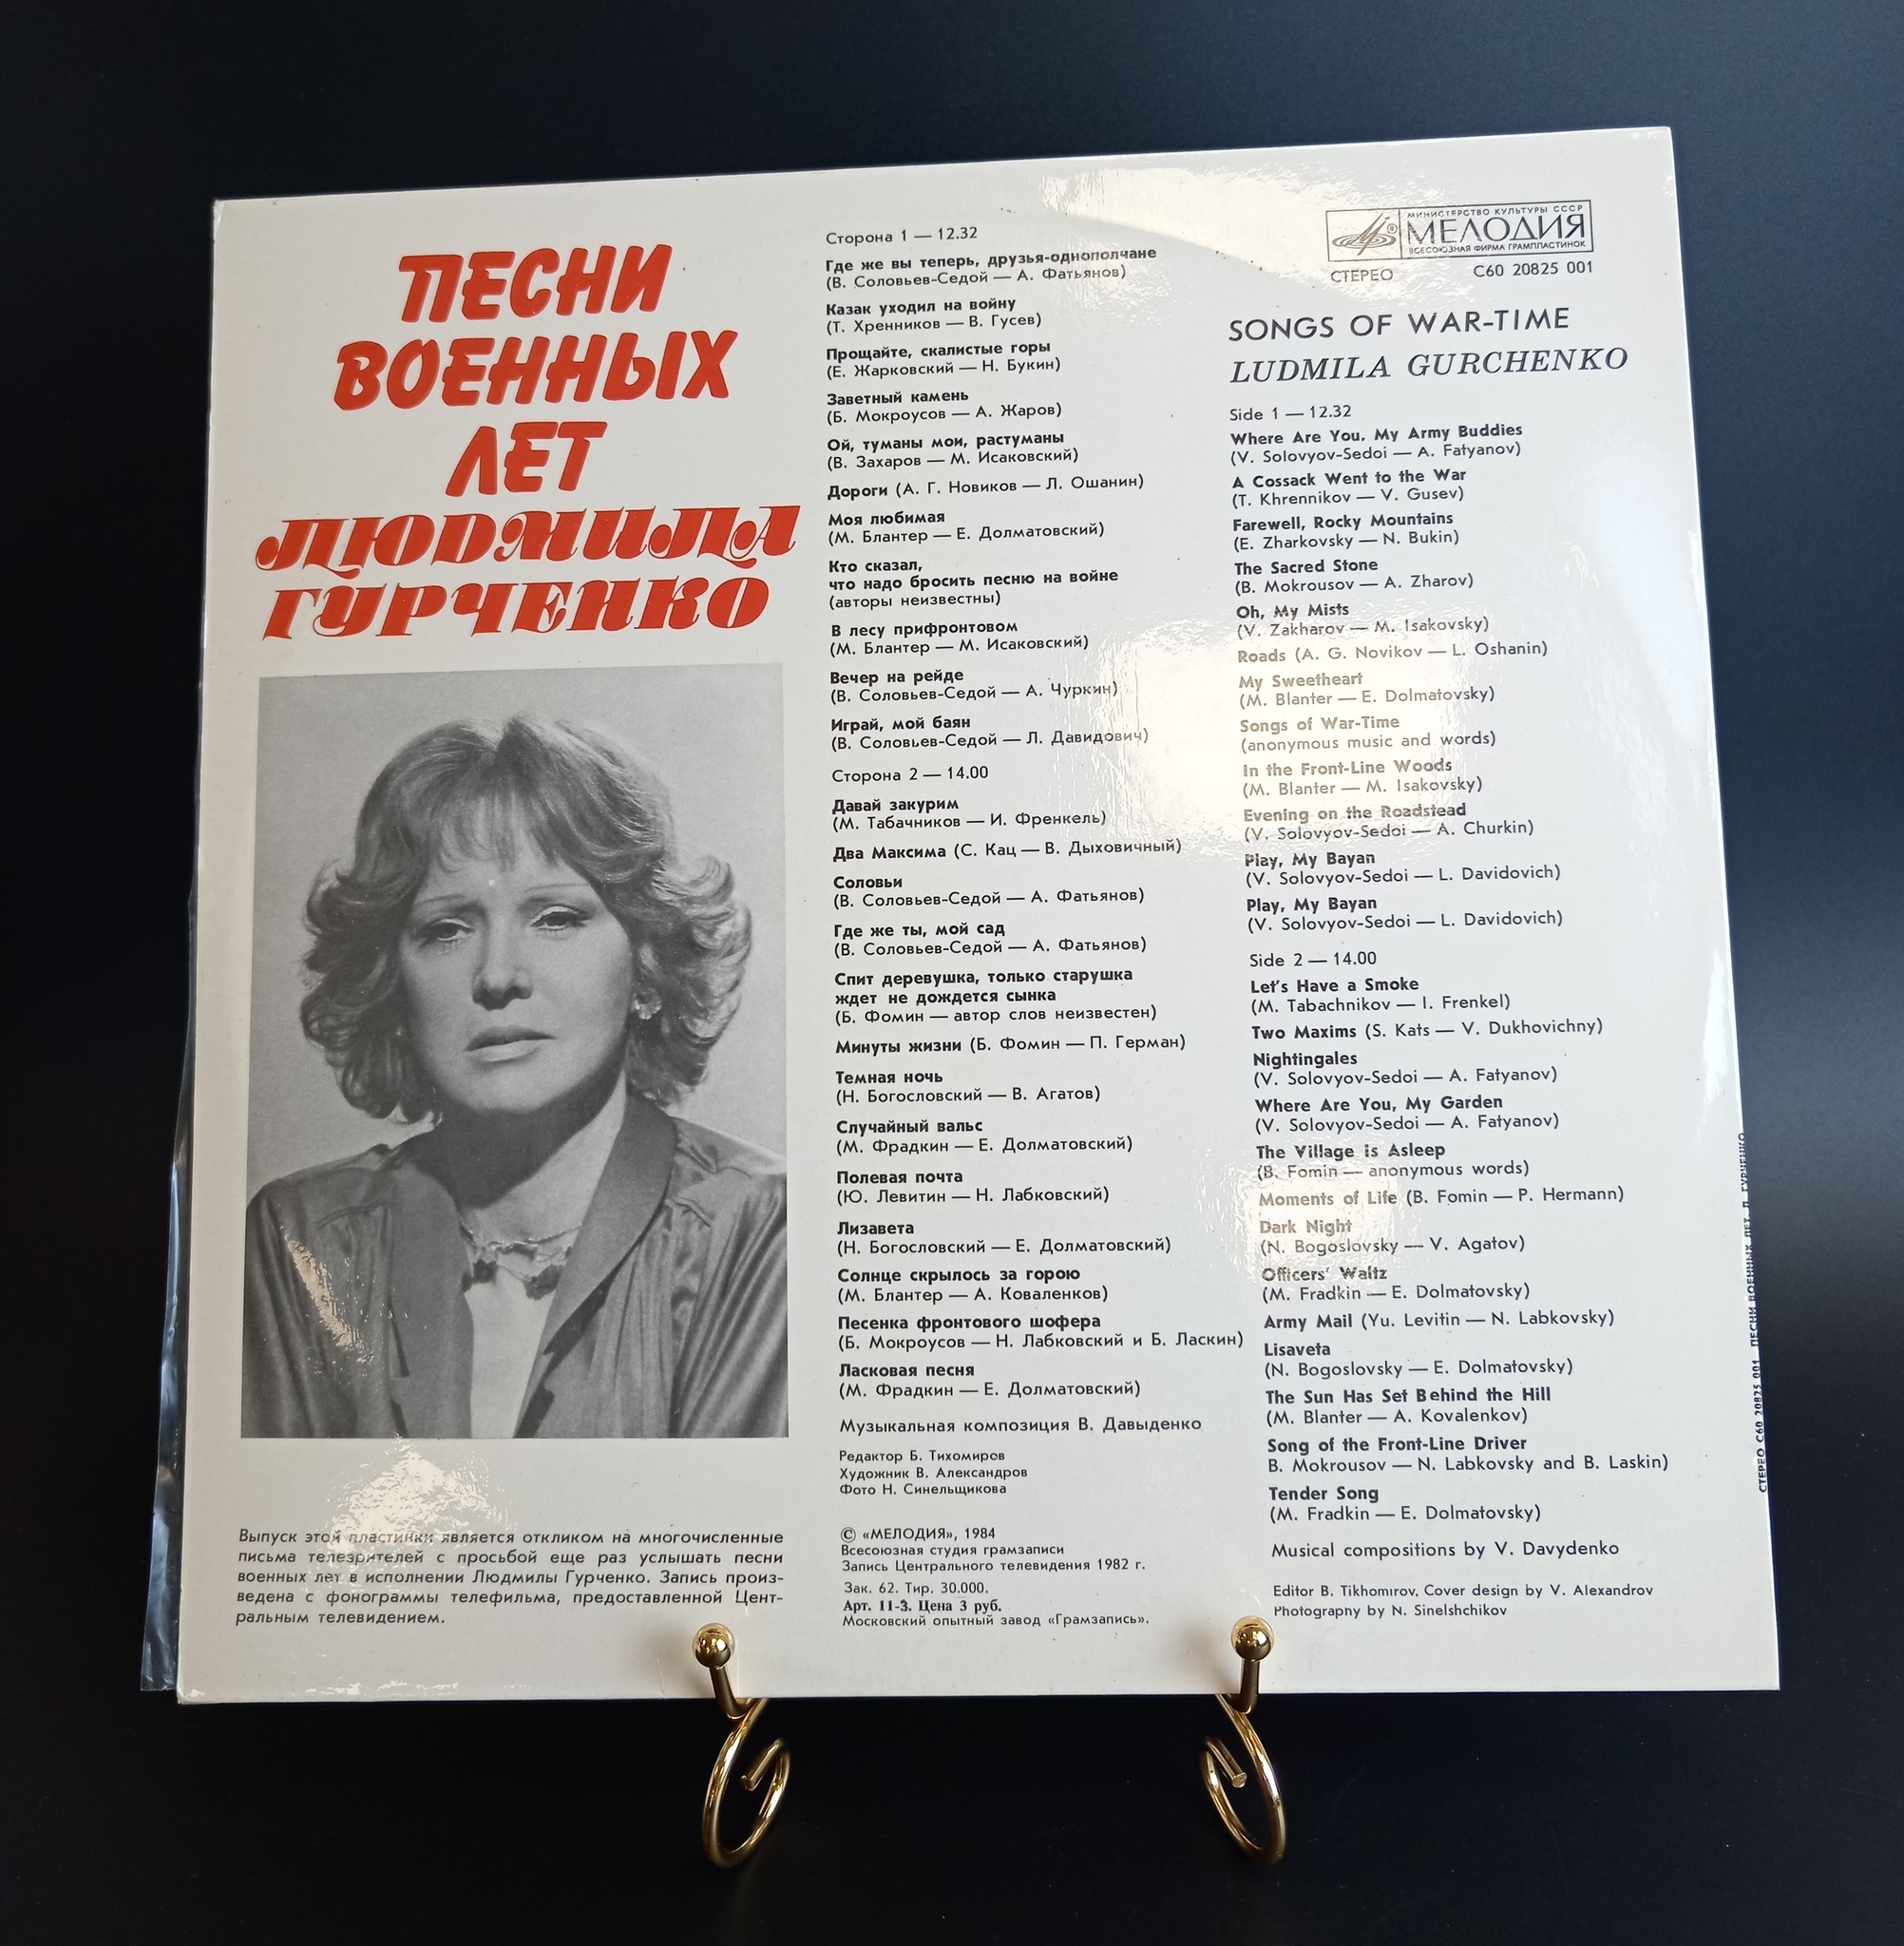 ПЕСНИ
ВОЕННЫХ
ЛЕТ
ЛЮДМИЛА
ГУРЧЕНКО
Выпуск этой пластинки является откликом на многочисленные
письма телезрителей с просьбой еще раз услышать песни
военных лет в исполнении Людмилы Гурченко. Запись произ-
ведена с фонограммы телефильма, предоставленной Цент-
ральным телевидением.
Сторона 1 — 12.32
Где же вы теперь, друзья-однополчане
(В. Соловьев-Седой — А. Фатьянов)
Казак уходил на войну
(Т. Хренников — В. Гусев)
Прощайте, скалистые горы
(Е. Жарковский — Н. Букин)
Заветный камень
(Б. Мокроусов — А. Жаров)
Ой, туманы мои, растуманы
(В. Захаров — М. Исаковский)
Дороги (А. Г. Новиков — Л. Ошанин)
Моя любимая
(М. Блантер — Е. Долматовский)
Кто сказал,
что надо бросить песню на войне
(авторы неизвестны)
В лесу прифронтовом
(М. Блантер — М. Исаковский)
Вечер на рейде
(В. Соловьев-Седой — А. Чуркин)
Играй, мой баян
(В. Соловьев-Седой — Л. Давидович)
Сторона 2 — 14.00
Давай закурим
(М. Табачников — И. Френкель)
Два Максима (С. Кац — В. Дыховичный)
Соловьи
(В. Соловьев-Седой — А. Фатьянов)
Где же ты, мой сад
(В. Соловьев-Седой — А. Фатьянов)
Спит деревушка, только старушка
ждет не дождется сынка
(Б. Фомин — автор слов неизвестен)
Минуты жизни (Б. Фомин — П. Герман)
Темная ночь
(Н. Богословский — В. Агатов)
Случайный вальс
(М. Фрадкин — Е. Долматовский)
Полевая почта
(Ю. Левитин — Н. Лабковский)
Лизавета
(Н. Богословский — Е. Долматовский)
Солнце скрылось за горою
(М. Блантер — А. Коваленков)
Песенка фронтового шофера
(Б. Мокроусов — Н. Лабковский и Б. Ласкин)
Ласковая песня
(М. Фрадкин — Е. Долматовский)
Музыкальная композиция В. Давыденко
Редактор Б. Тихомиров
Художник В. Александров
Фото Н. Синельщикова
© «МЕЛОДИЯ», 1984
Всесоюзная студия грамзаписи
Запись Центрального телевидения 1982 г.
Зак. 62. Тир. 30.000.
Арт. 11-3. Цена 3 руб.
Московский опытный завод «Грамзапись».
МИНИСТЕРСТВО КУЛЬТУРЫ СССР
МЕЛОДИЯ
ВСЕСОЮЗНАЯ ФИРМА ГРАМПЛАСТИНОК
СТЕРЕО С60 20825 001
SONGS OF WAR-TIME
LUDMILA GURCHENKO
Side 1 — 12.32
Where Are You, My Army Buddies
(V. Solovyov-Sedoi — A. Fatyanov)
A Cossack Went to the War
(T. Khrennikov — V. Gusev)
Farewell, Rocky Mountains
(E. Zharkovsky — N. Bukin)
The Sacred Stone
(B. Mokrousov — A. Zharov)
Oh, My Mists
(V. Zakharov — M. Isakovsky)
Roads (A. G. Novikov — L. Oshanin)
My Sweetheart
(M. Blanter — E. Dolmatovsky)
Songs of War-Time
(anonymous music and words)
In the Front-Line Woods
(M. Blanter — M. Isakovsky)
Evening on the Roadstead
(V. Solovyov-Sedoi — A. Churkin)
Play, My Bayan
(V. Solovyov-Sedoi — L. Davidovich)
Play, My Bayan
(V. Solovyov-Sedoi — L. Davidovich)
Side 2 — 14.00
Let's Have a Smoke
(M. Tabachnikov — I. Frenkel)
Two Maxims (S. Kats — V. Dukhovichny)
Nightingales
(V. Solovyov-Sedoi — A. Fatyanov)
Where Are You, My Garden
(V. Solovyov-Sedoi — A. Fatyanov)
The Village is Asleep
(B. Fomin — anonymous words)
Moments of Life (B. Fomin — P. Hermann)
Dark Night
(N. Bogoslovsky — V. Agatov)
Officers' Waltz
(M. Fradkin — E. Dolmatovsky)
Army Mail (Yu. Levitin — N. Labkovsky)
Lisaveta
(N. Bogoslovsky — E. Dolmatovsky)
The Sun Has Set Behind the Hill
(M. Blanter — A. Kovalenkov)
Song of the Front-Line Driver
B. Mokrousov — N. Labkovsky and B. Laskin)
Tender Song
(M. Fradkin — E. Dolmatovsky)
Musical compositions by V. Davydenko
Editor B. Tikhomirov, Cover design by V. Alexandrov
Photography by N. Sinelshchikov
СТЕРЕО С60 20825 001 ПЕСНИ ВОЕННЫХ ЛЕТ. Л. ГУРЧЕНКО